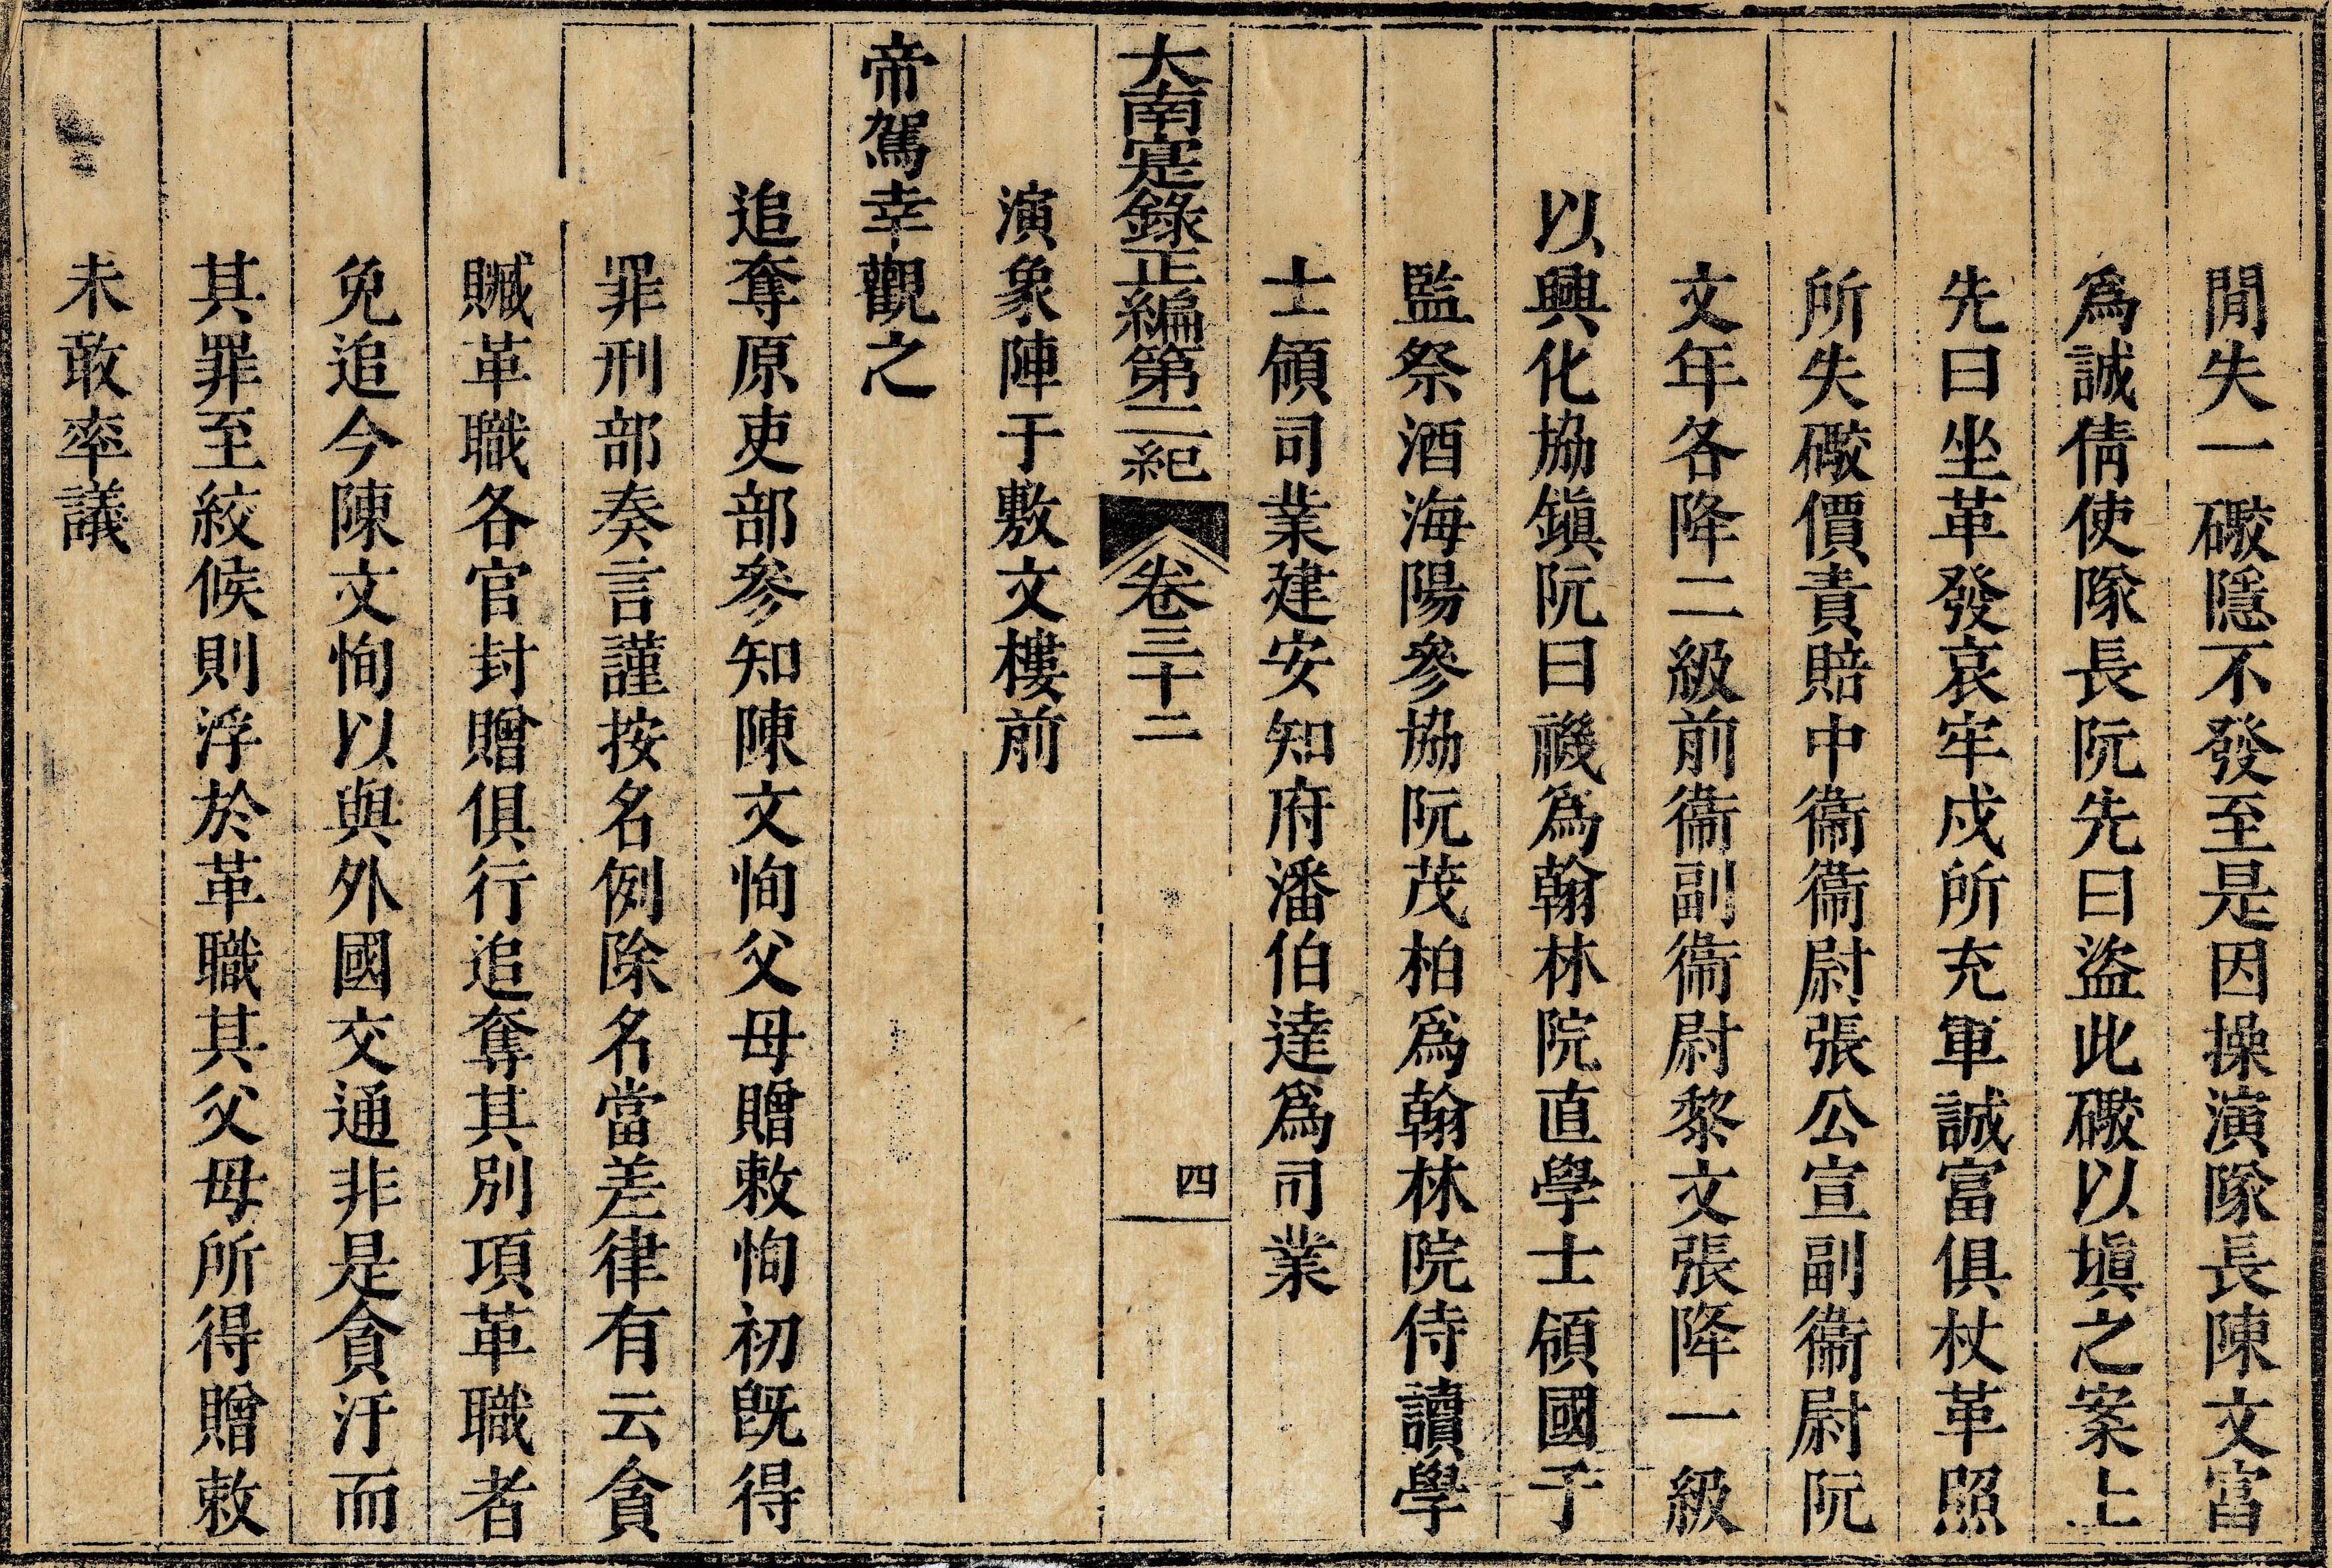 閒失一礮隱不發至是因操演隊長陳文富
爲誠倩使隊長阮先曰盜此礮以塡之案上
先曰坐革發哀牢戍所充軍誠富俱杖革照
所失礮價責賠中衞衞尉張公宣副衞尉阮
文年各降二級前衞副衞尉黎文張降一級
以興化協鎭阮曰禨爲翰林院直學士領國子
監祭酒海陽參協阮茂柏爲翰林院侍讀學
士領司業建安知府潘伯達爲司業
大南寔錄正編第二紀 卷三十二 四
演象陣于敷文樓前
帝駕幸觀之
追奪原吏部參知陳文恂父母贈敕恂初旣得
罪刑部奏言謹按名例除名當差律有云貪
贓革職各官封贈俱行追奪其別項革職者
免追今陳文恂以與外國交通非是貪汙而
其罪至絞候則浮於革職其父母所得贈敕
未敢率議